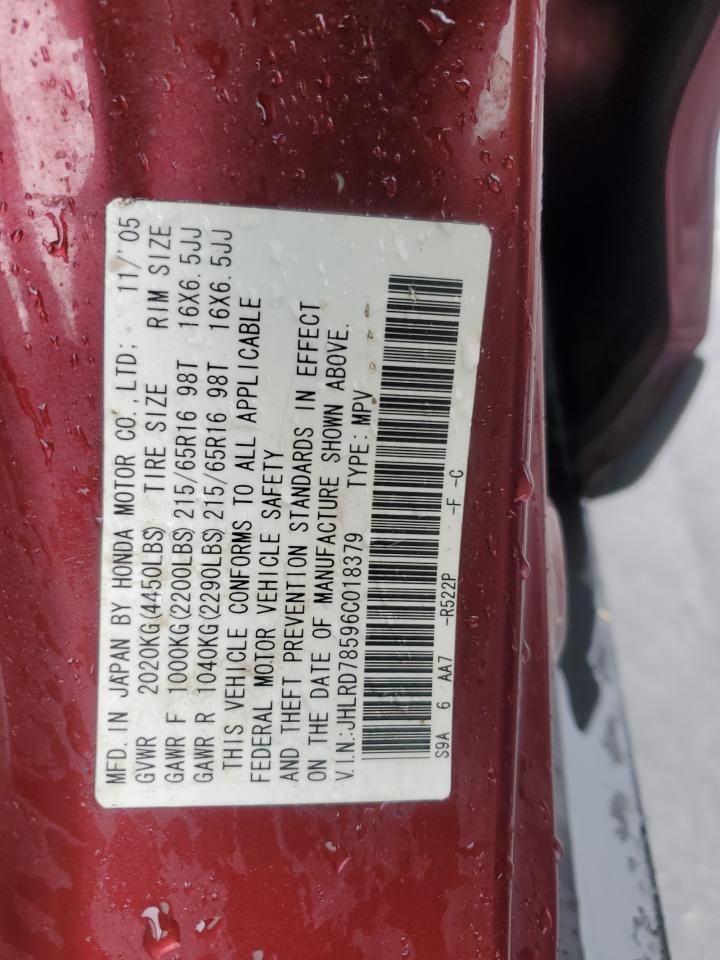 MFD. IN JAPAN BY HONDA MOTOR CO.,LTD; 11/'05
GVWR 2020KG(4450LBS) TIRE SIZE RIM SIZE
GAWR F 1000KG(2200LBS) 215/65R16 98T 16X6.5JJ
GAWR R 1040KG(2290LBS) 215/65R16 98T 16X6.5JJ
THIS VEHICLE CONFORMS TO ALL APPLICABLE
FEDERAL MOTOR VEHICLE SAFETY
AND THEFT PREVENTION STANDARDS IN EFFECT
ON THE DATE OF MANUFACTURE SHOWN ABOVE.
V.I.N.:JHLRD78596C018379 TYPE:MPV
S9A 6 AA7 -R522P -F -C